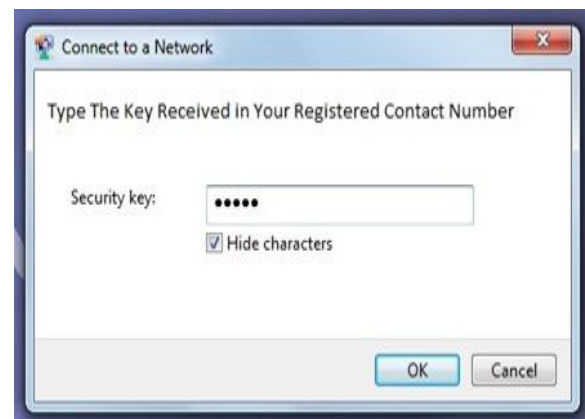 Connect to a Network
Type The Key Received in Your Registered Contact Number
Security key: •••••
Hide characters
OK Cancel